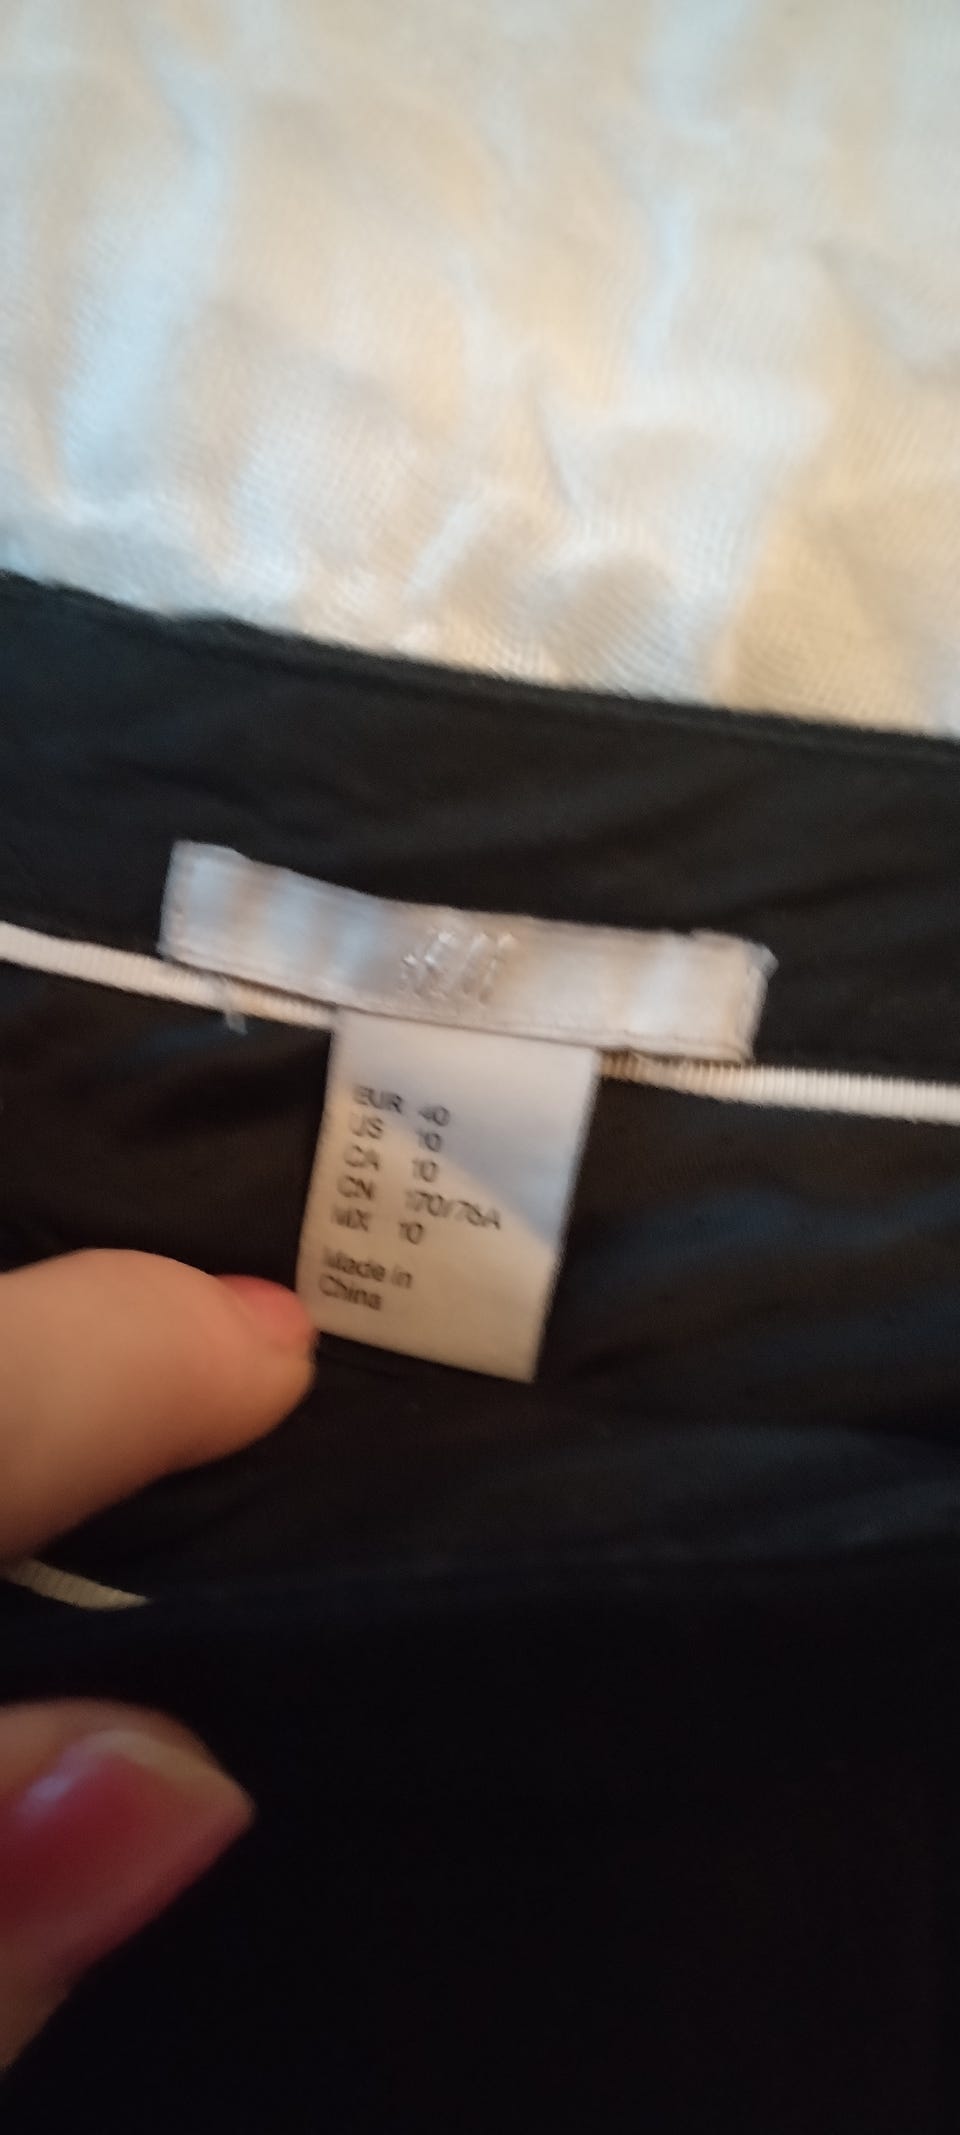 H&M
EUR 40
US 10
CA 10
CN 170/76A
MX 10
Made in
China